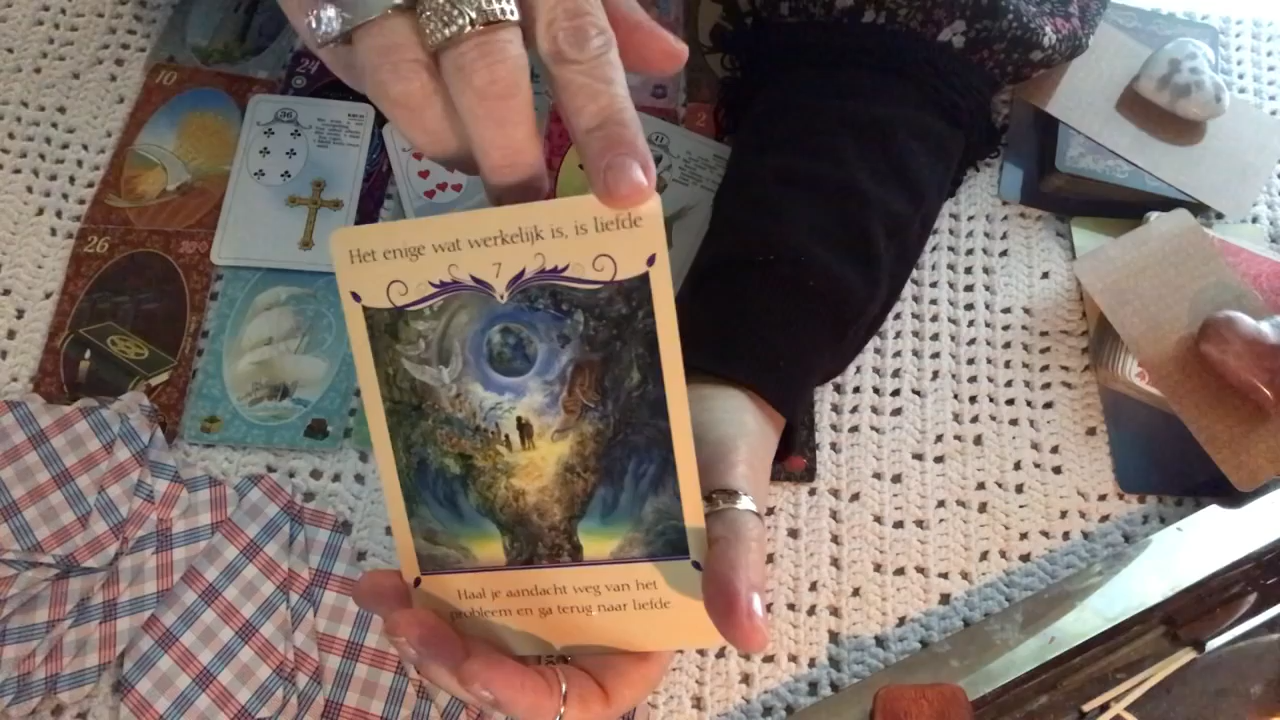 10
24
36
11
2
26
Het enige wat werkelijk is, is liefde
7
Haal je aandacht weg van het
probleem en ga terug naar liefde